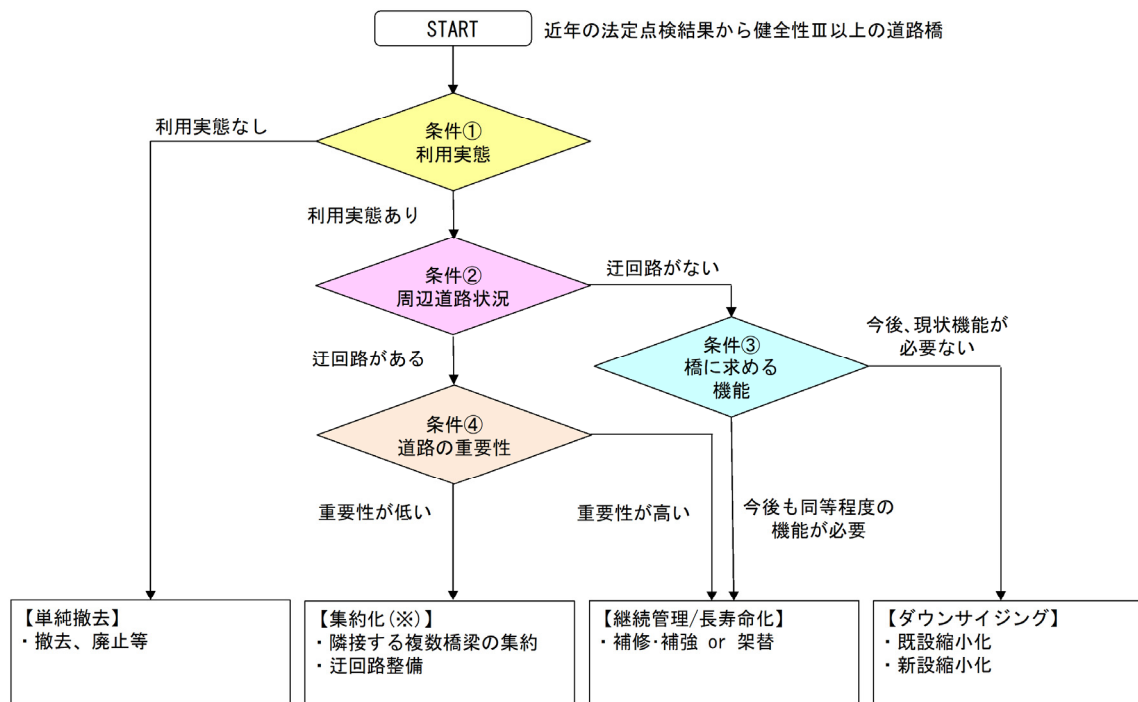 START
近年の法定点検結果から健全性Ⅲ以上の道路橋
利用実態なし
条件①
利用実態
利用実態あり
条件②
周辺道路状況
迂回路がない
迂回路がある
条件③
橋に求める
機能
今後、現状機能が
必要ない
条件④
道路の重要性
重要性が低い
重要性が高い
今後も同等程度の
機能が必要
【単純撤去】
・撤去、廃止等
【集約化(※)】
・隣接する複数橋梁の集約
・迂回路整備
【継続管理/長寿命化】
・補修・補強 or 架替
【ダウンサイジング】
・既設縮小化
・新設縮小化